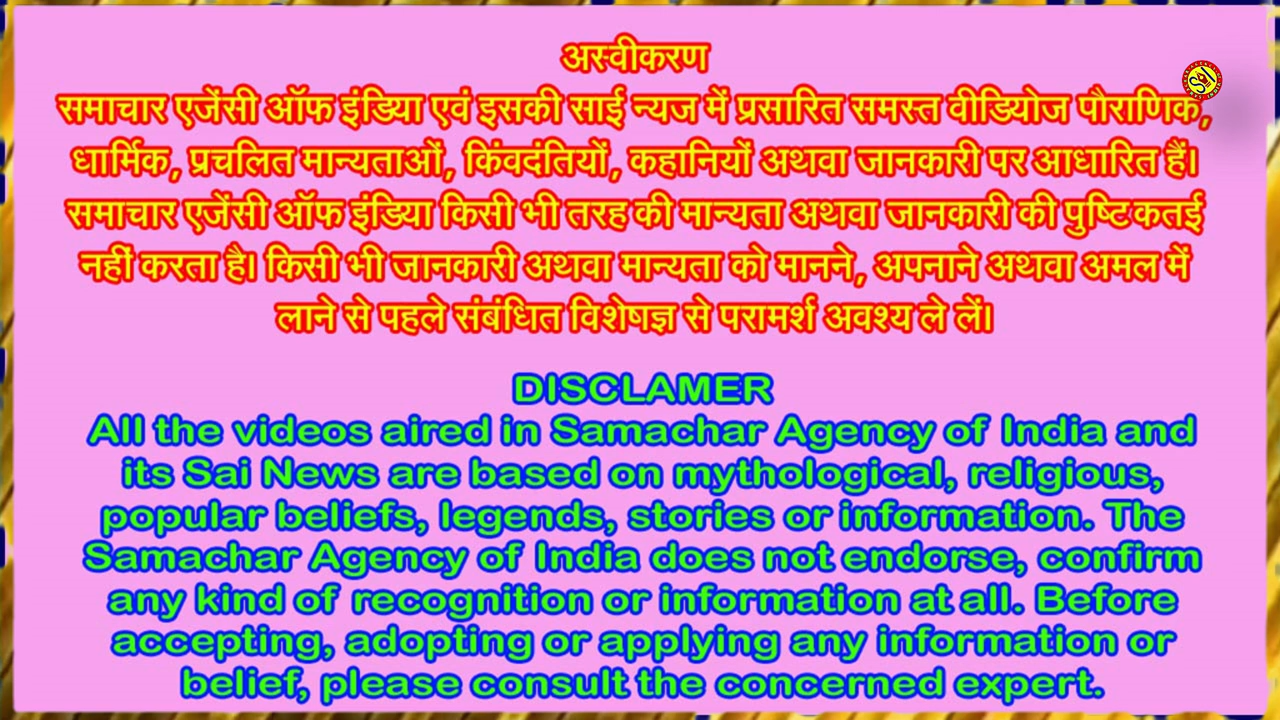 अस्वीकरण
SAI
समाचार एजेंसी ऑफ इंडिया एवं इसकी साई न्यज में प्रसारित समस्त वीडियोज पौराणिक,
धार्मिक, प्रचलित मान्यताओं, किंवदंतियों, कहानियों अथवा जानकारी पर आधारित हैं।
समाचार एजेंसी ऑफ इंडिया किसी भी तरह की मान्यता अथवा जानकारी की पुष्टि कतई
नहीं करता है। किसी भी जानकारी अथवा मान्यता को मानने, अपनाने अथवा अमल में
लाने से पहले संबंधित विशेषज्ञ से परामर्श अवश्य ले लें।
DISCLAMER
All the videos aired in Samachar Agency of India and
its Sai News are based on mythological, religious,
popular beliefs, legends, stories or information. The
Samachar Agency of India does not endorse, confirm
any kind of recognition or information at all. Before
accepting, adopting or applying any information or
belief, please consult the concerned expert.